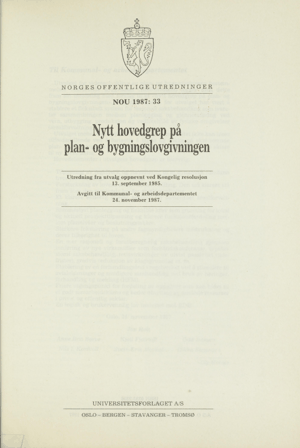 NORGES OFFENTLIGE UTREDNINGER
NOU 1987: 33
Nytt hovedgrep på
plan- og bygningslovgivningen
Utredning fra utvalg oppnevnt ved Kongelig resolusjon
13. september 1985.
Avgitt til Kommunal- og arbeidsdepartementet
24. november 1987.
UNIVERSITETSFORLAGET A/S
OSLO – BERGEN – STAVANGER – TROMSØ